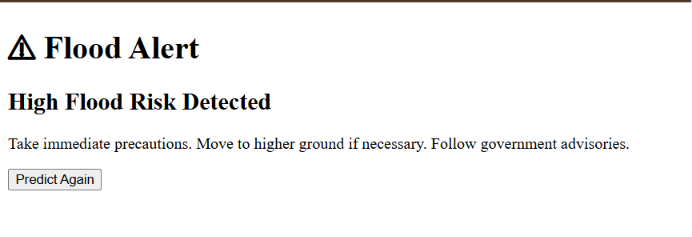 ⚠ Flood Alert
High Flood Risk Detected
Take immediate precautions. Move to higher ground if necessary. Follow government advisories.
Predict Again